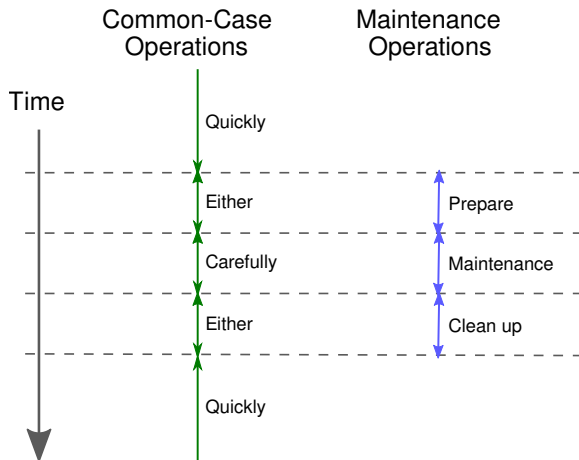 Common-Case
Operations
Maintenance
Operations
Time
Quickly
Either
Prepare
Carefully
Maintenance
Either
Clean up
Quickly